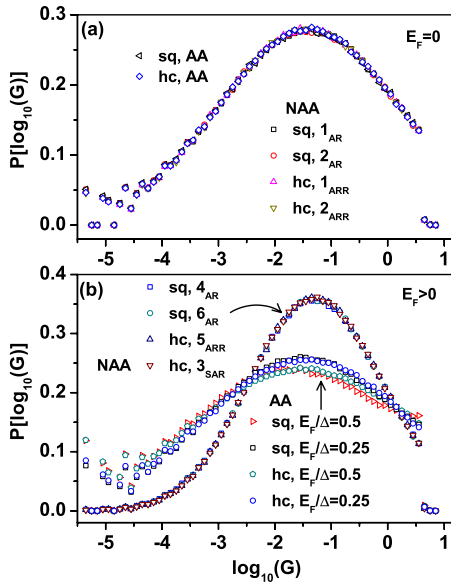 (a)
E_F=0
sq, AA
hc, AA
NAA
sq, 1_AR
sq, 2_AR
hc, 1_ARR
hc, 2_ARR
P[log_10(G)]
0.3
0.2
0.1
0.0
-5 -4 -3 -2 -1 0 1
(b)
E_F>0
sq, 4_AR
sq, 6_AR
NAA
hc, 5_ARR
hc, 3_SAR
AA
sq, E_F/Δ=0.5
sq, E_F/Δ=0.25
hc, E_F/Δ=0.5
hc, E_F/Δ=0.25
P[log_10(G)]
0.4
0.3
0.2
0.1
0.0
-5 -4 -3 -2 -1 0 1
log_10(G)